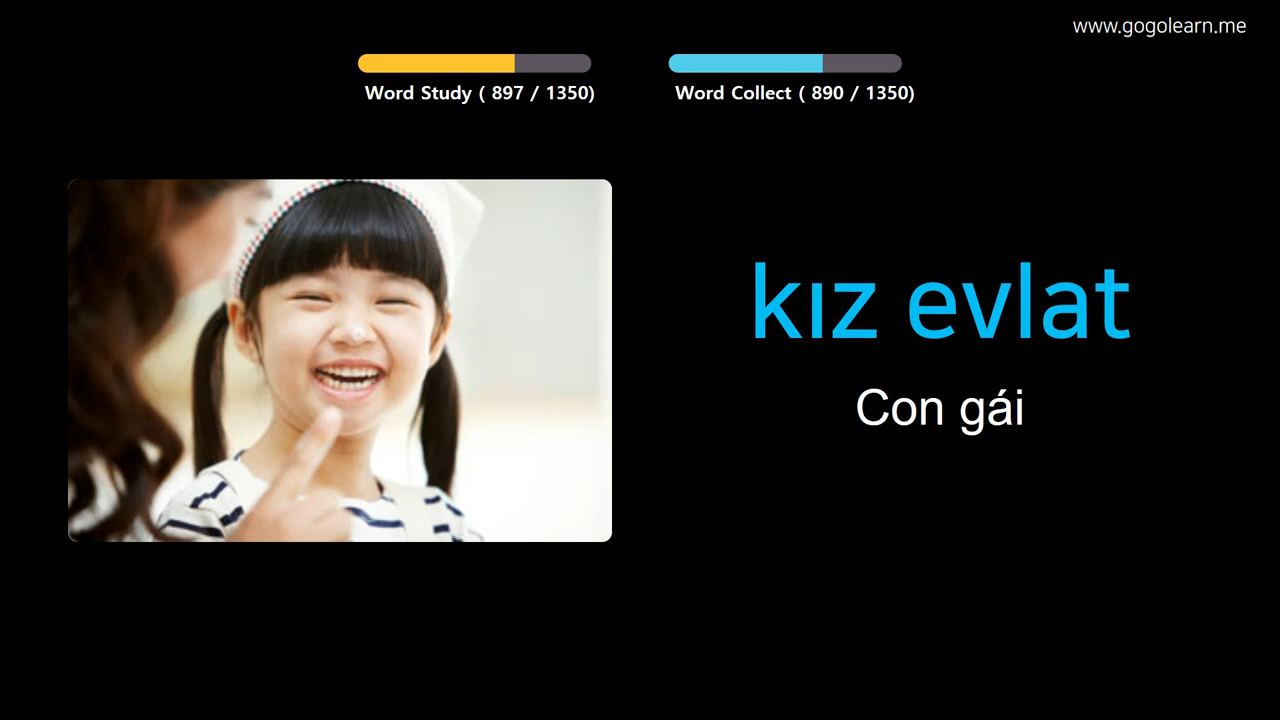 www.gogolearn.me
Word Study ( 897 / 1350)
Word Collect ( 890 / 1350)
kız evlat
Con gái